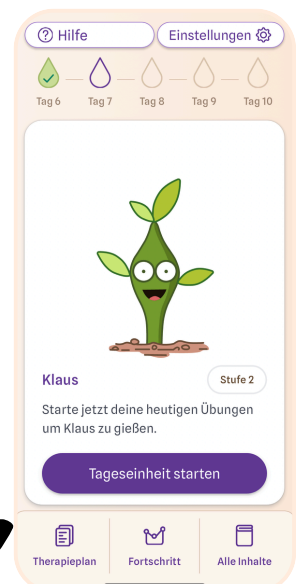 Hilfe
Einstellungen
Tag 6
Tag 7
Tag 8
Tag 9
Tag 10
Klaus
Stufe 2
Starte jetzt deine heutigen Übungen
um Klaus zu gießen.
Tageseinheit starten
Therapieplan
Fortschritt
Alle Inhalte